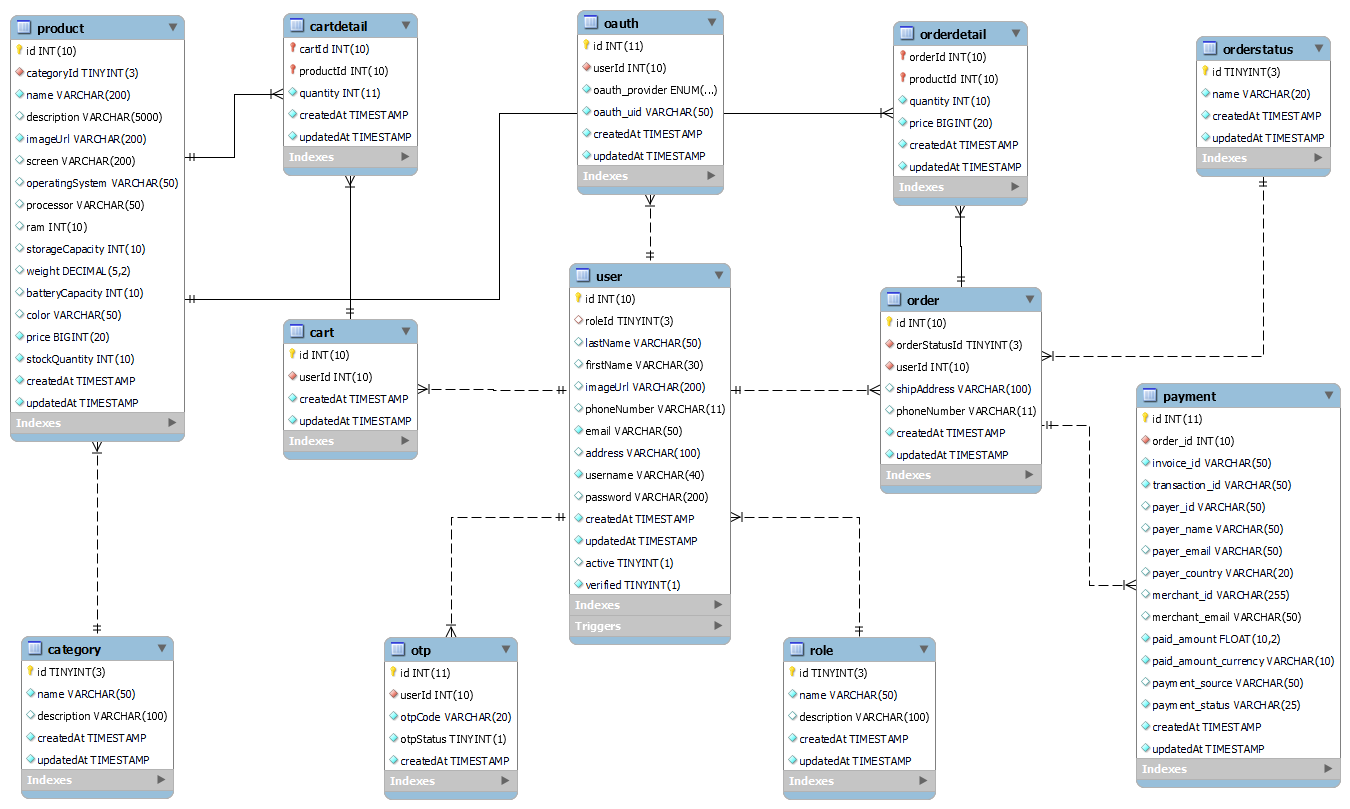 product
id INT(10)
categoryId TINYINT(3)
name VARCHAR(200)
description VARCHAR(5000)
imageUrl VARCHAR(200)
screen VARCHAR(200)
operatingSystem VARCHAR(50)
processor VARCHAR(50)
ram INT(10)
storageCapacity INT(10)
weight DECIMAL(5,2)
batteryCapacity INT(10)
color VARCHAR(50)
price BIGINT(20)
stockQuantity INT(10)
createdAt TIMESTAMP
updatedAt TIMESTAMP
Indexes
cartdetail
cartId INT(10)
productId INT(10)
quantity INT(11)
createdAt TIMESTAMP
updatedAt TIMESTAMP
Indexes
oauth
id INT(11)
userId INT(10)
oauth_provider ENUM(...)
oauth_uid VARCHAR(50)
createdAt TIMESTAMP
updatedAt TIMESTAMP
Indexes
orderdetail
orderId INT(10)
productId INT(10)
quantity INT(10)
price BIGINT(20)
createdAt TIMESTAMP
updatedAt TIMESTAMP
Indexes
orderstatus
id TINYINT(3)
name VARCHAR(20)
createdAt TIMESTAMP
updatedAt TIMESTAMP
Indexes
cart
id INT(10)
userId INT(10)
createdAt TIMESTAMP
updatedAt TIMESTAMP
Indexes
user
id INT(10)
roleId TINYINT(3)
lastName VARCHAR(50)
firstName VARCHAR(30)
imageUrl VARCHAR(200)
phoneNumber VARCHAR(11)
email VARCHAR(50)
address VARCHAR(100)
username VARCHAR(40)
password VARCHAR(200)
createdAt TIMESTAMP
updatedAt TIMESTAMP
active TINYINT(1)
verified TINYINT(1)
Indexes
Triggers
order
id INT(10)
orderStatusId TINYINT(3)
userId INT(10)
shipAddress VARCHAR(100)
phoneNumber VARCHAR(11)
createdAt TIMESTAMP
updatedAt TIMESTAMP
Indexes
payment
id INT(11)
order_id INT(10)
invoice_id VARCHAR(50)
transaction_id VARCHAR(50)
payer_id VARCHAR(50)
payer_name VARCHAR(50)
payer_email VARCHAR(50)
payer_country VARCHAR(20)
merchant_id VARCHAR(255)
merchant_email VARCHAR(50)
paid_amount FLOAT(10,2)
paid_amount_currency VARCHAR(10)
payment_source VARCHAR(50)
payment_status VARCHAR(25)
createdAt TIMESTAMP
updatedAt TIMESTAMP
Indexes
category
id TINYINT(3)
name VARCHAR(50)
description VARCHAR(100)
createdAt TIMESTAMP
updatedAt TIMESTAMP
Indexes
otp
id INT(11)
userId INT(10)
otpCode VARCHAR(20)
otpStatus TINYINT(1)
createdAt TIMESTAMP
Indexes
role
id TINYINT(3)
name VARCHAR(50)
description VARCHAR(100)
createdAt TIMESTAMP
updatedAt TIMESTAMP
Indexes